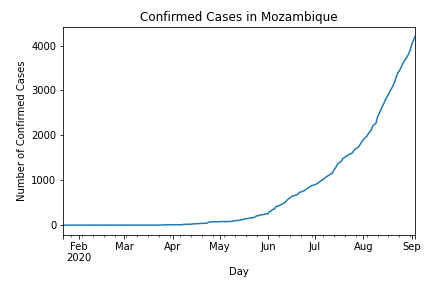 Confirmed Cases in Mozambique
Number of Confirmed Cases
4000
3000
2000
1000
0
Feb
2020
Mar
Apr
May
Jun
Jul
Aug
Sep
Day